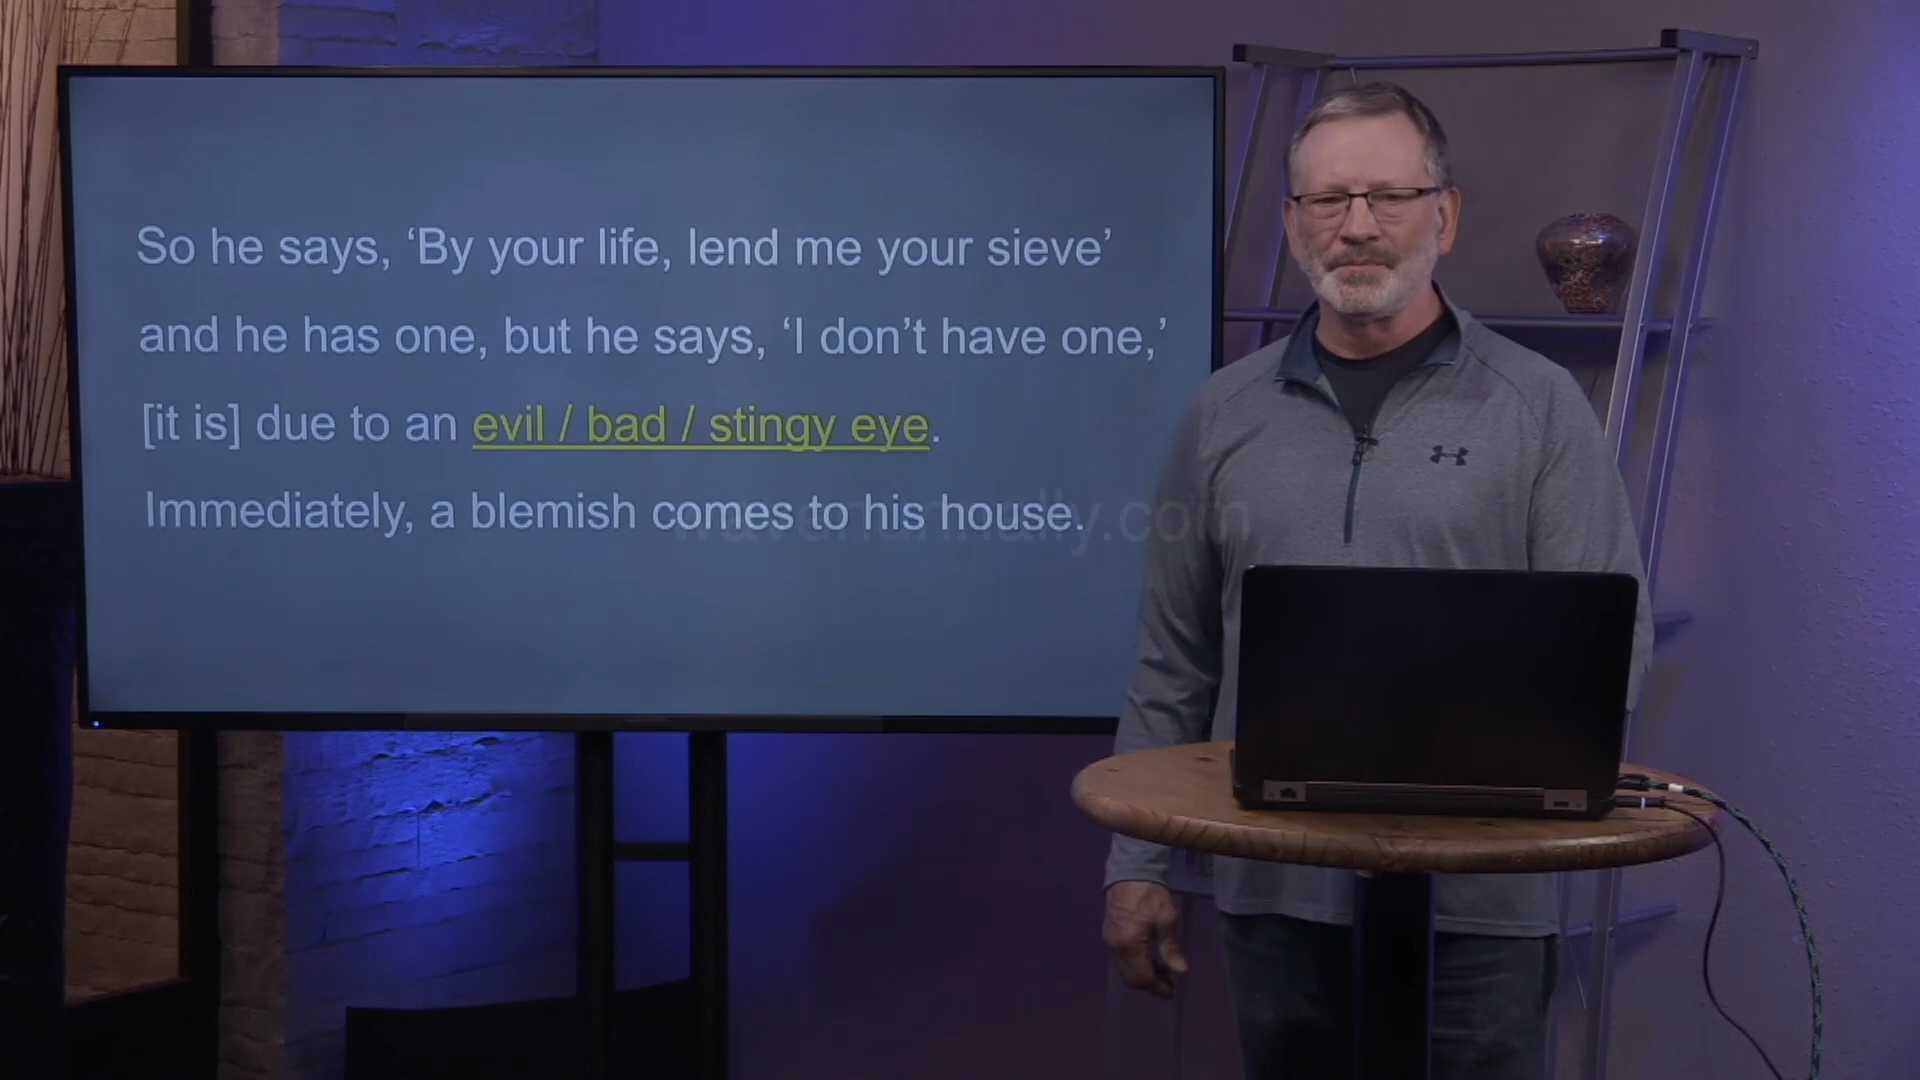 So he says, ‘By your life, lend me your sieve’
and he has one, but he says, ‘I don’t have one,’
[it is] due to an evil / bad / stingy eye.
Immediately, a blemish comes to his house.